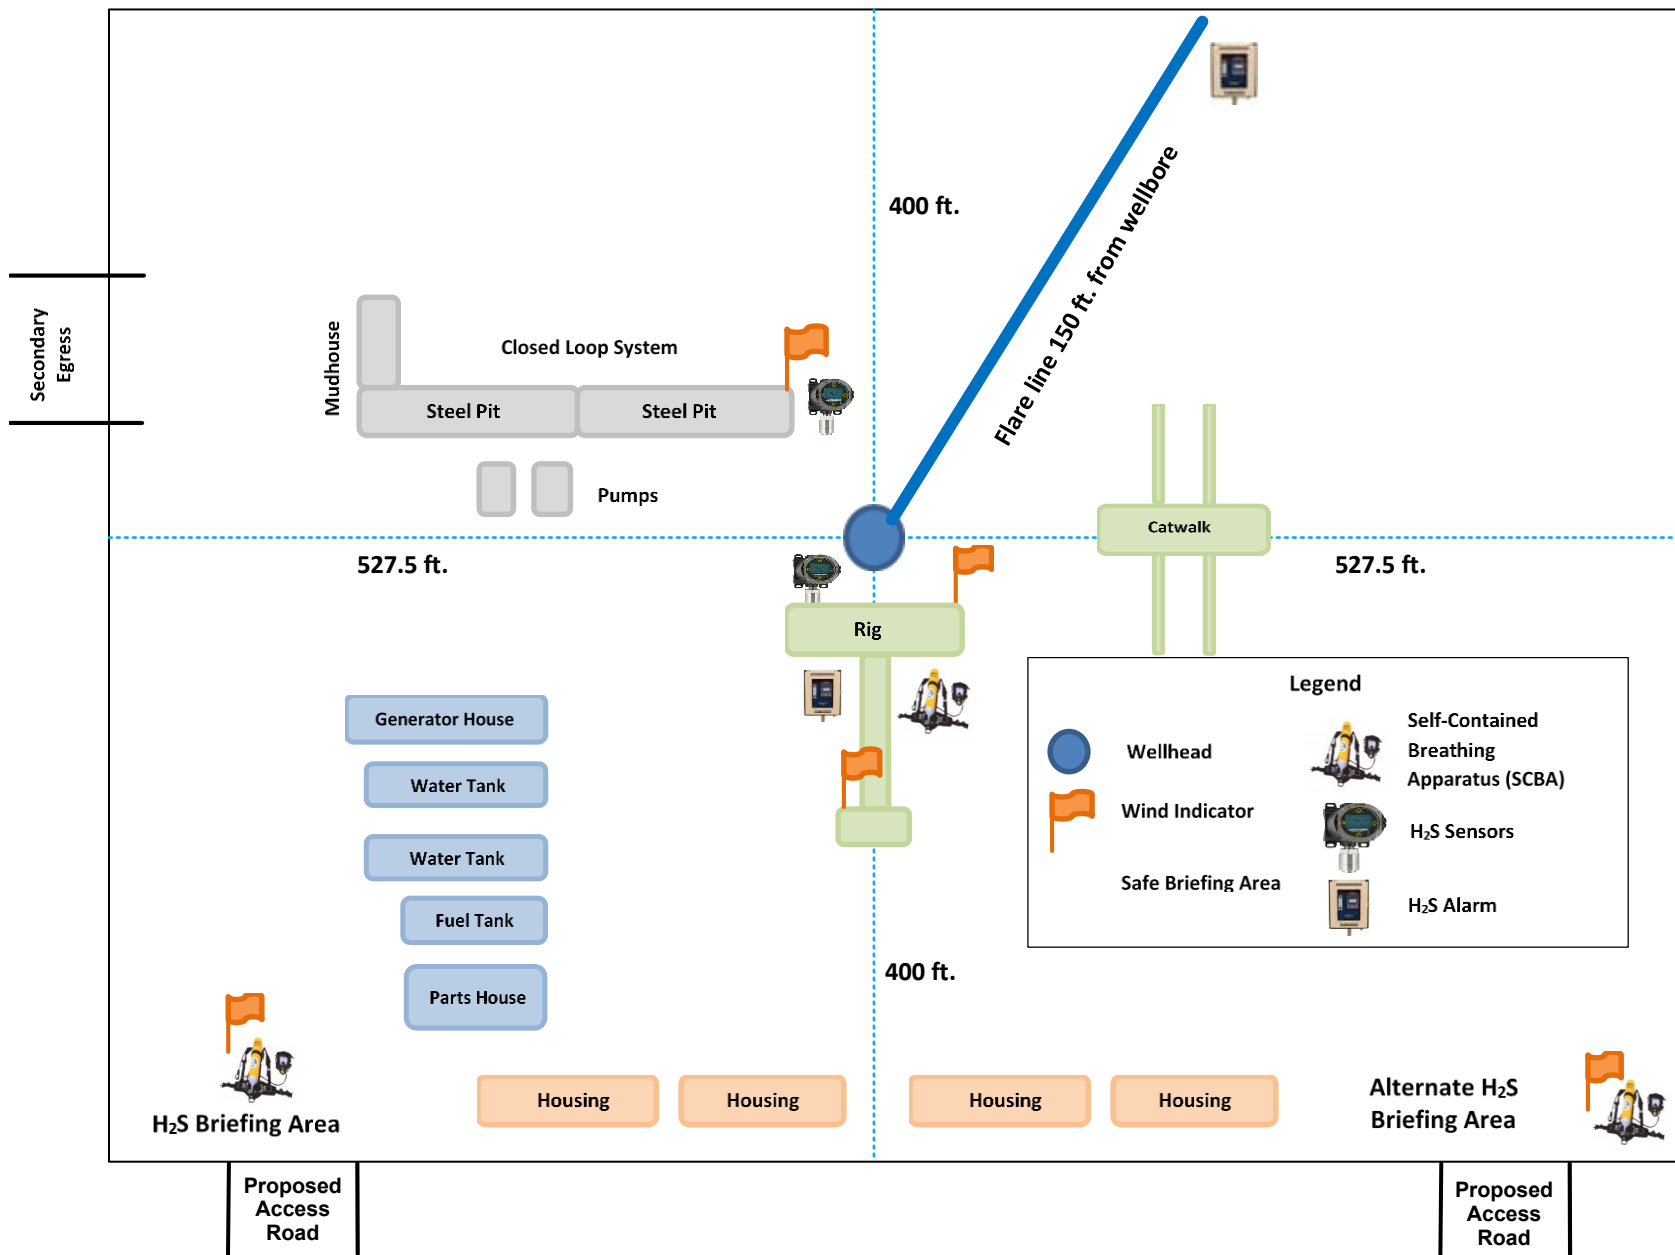 400 ft.
Flare line 150 ft. from wellbore
Secondary
Egress
Mudhouse
Closed Loop System
Steel Pit
Steel Pit
Pumps
Catwalk
527.5 ft.
527.5 ft.
Rig
Generator House
Water Tank
Water Tank
Fuel Tank
Parts House
Legend
Wellhead
Wind Indicator
Safe Briefing Area
Self-Contained
Breathing
Apparatus (SCBA)
H₂S Sensors
H₂S Alarm
400 ft.
H₂S Briefing Area
Housing
Housing
Housing
Housing
Alternate H₂S
Briefing Area
Proposed
Access
Road
Proposed
Access
Road